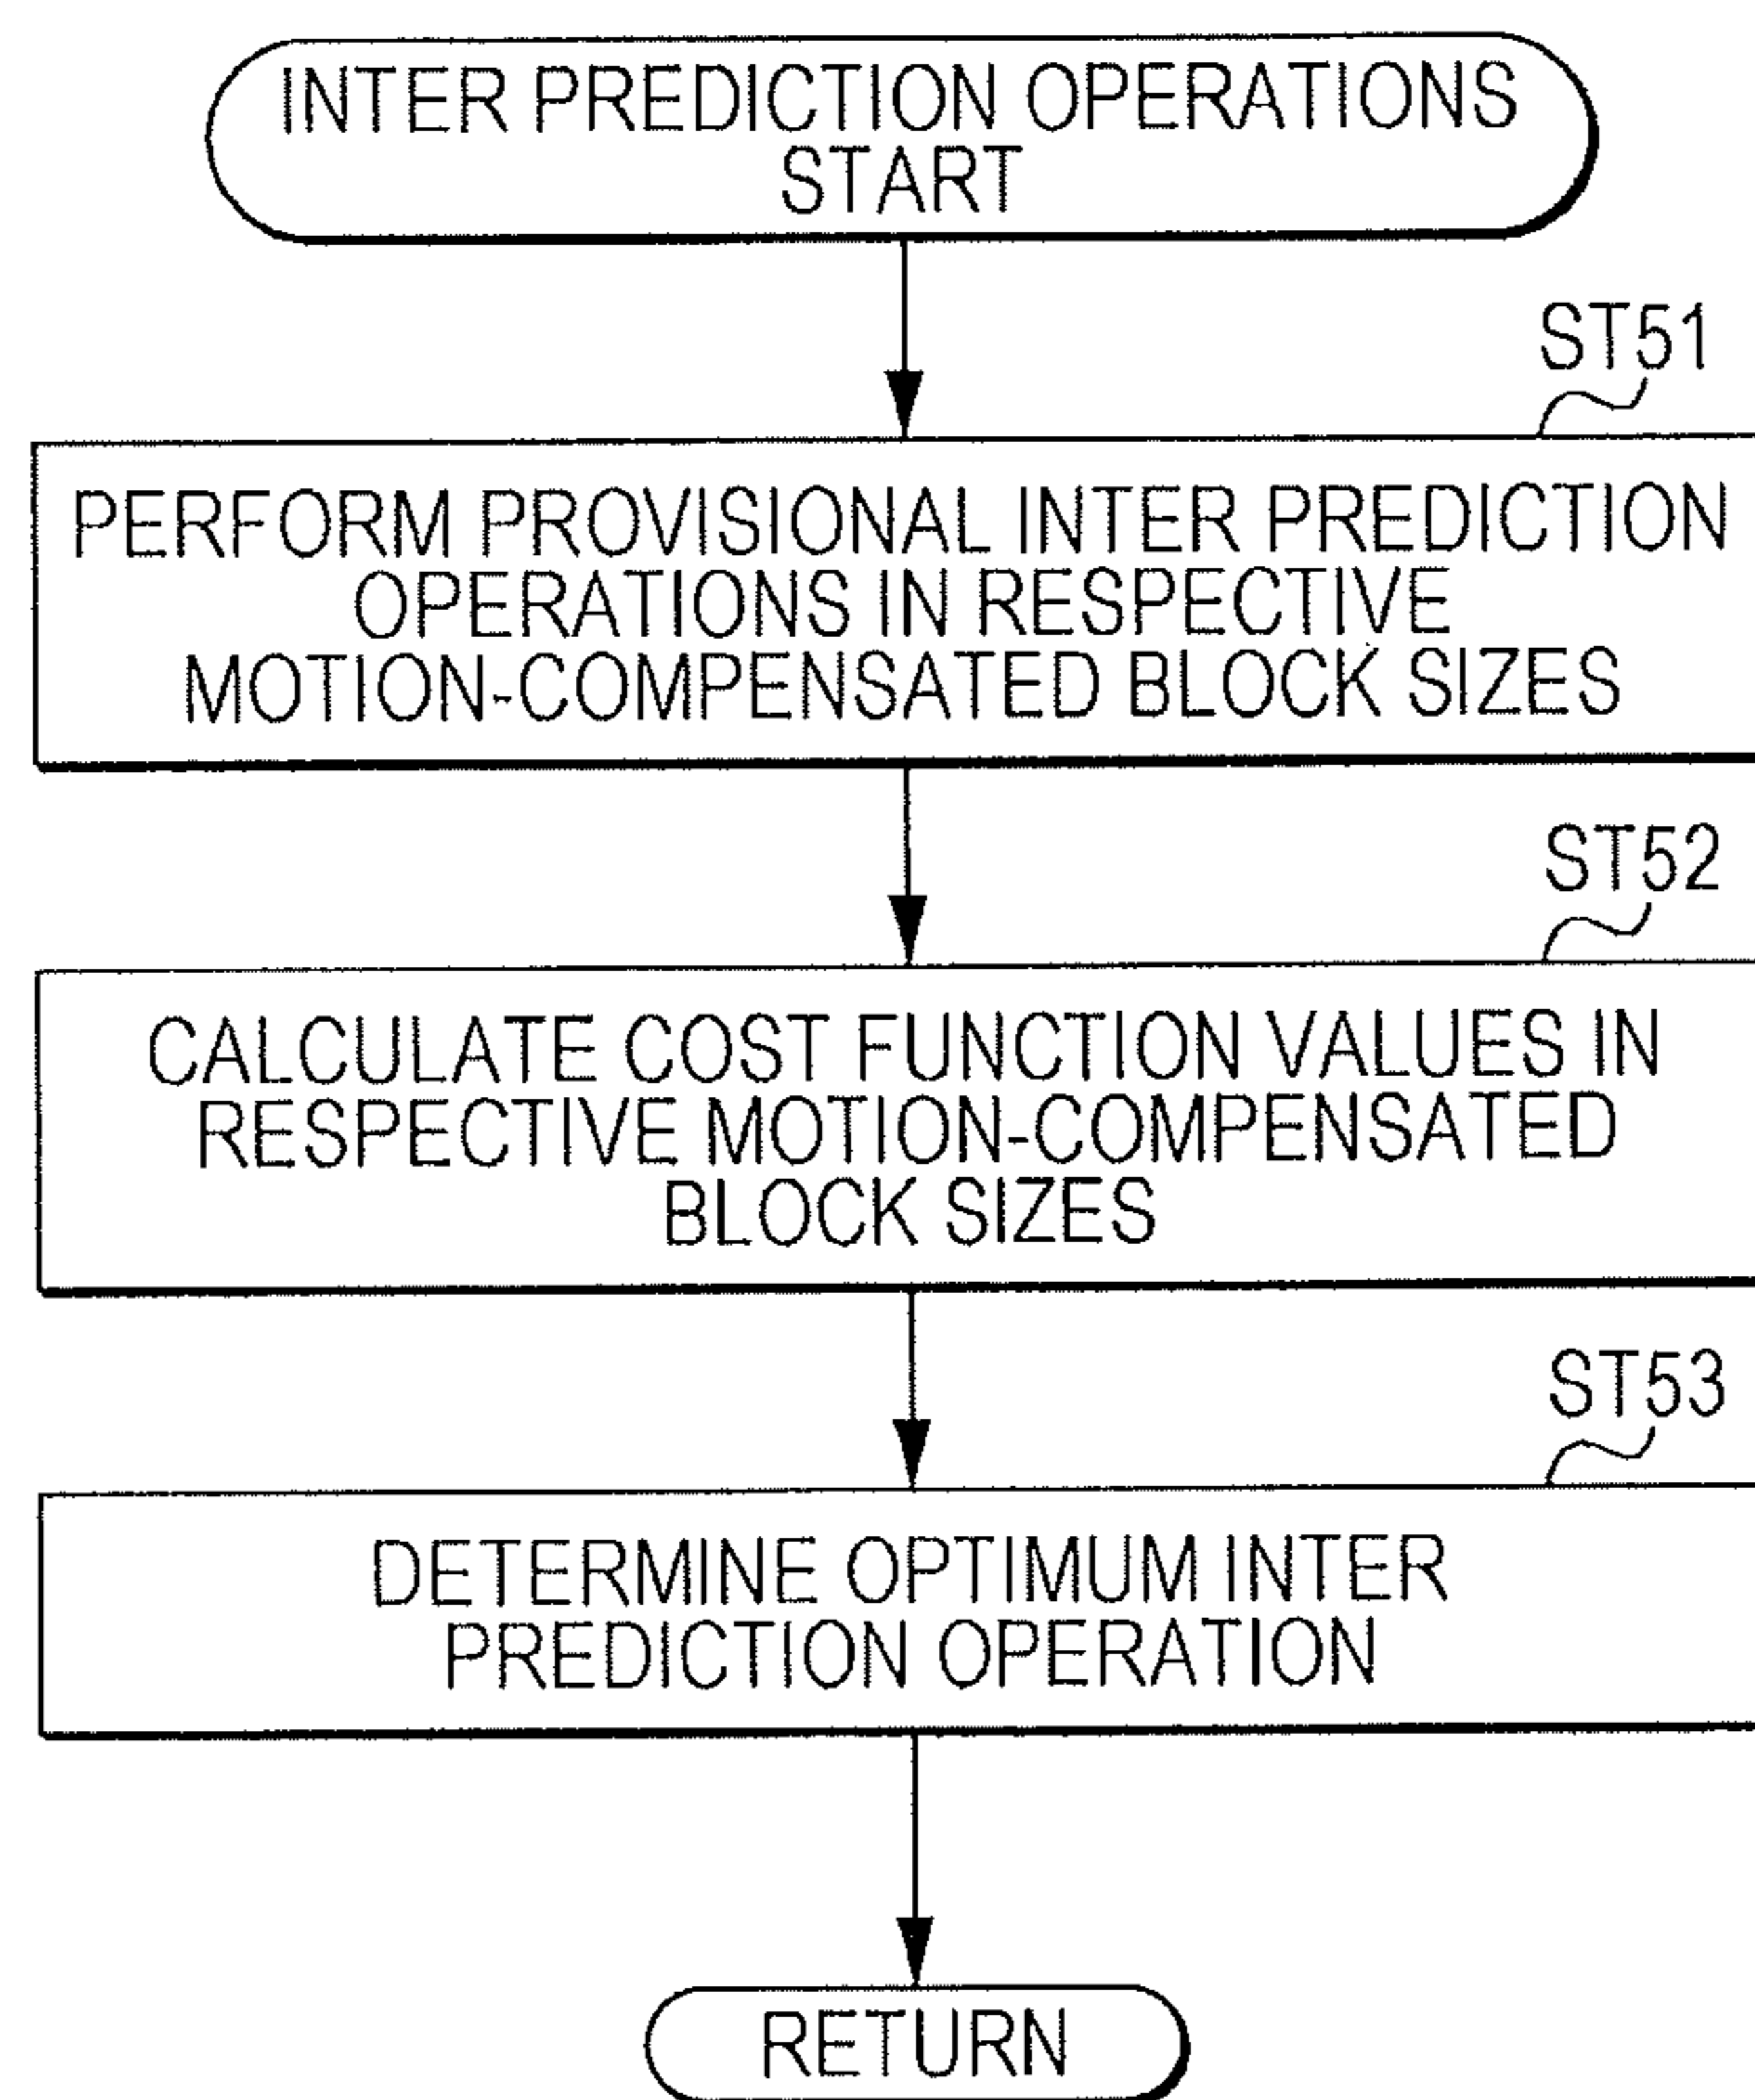 INTER PREDICTION OPERATIONS
START
ST51
PERFORM PROVISIONAL INTER PREDICTION
OPERATIONS IN RESPECTIVE
MOTION-COMPENSATED BLOCK SIZES
ST52
CALCULATE COST FUNCTION VALUES IN
RESPECTIVE MOTION-COMPENSATED
BLOCK SIZES
ST53
DETERMINE OPTIMUM INTER
PREDICTION OPERATION
RETURN